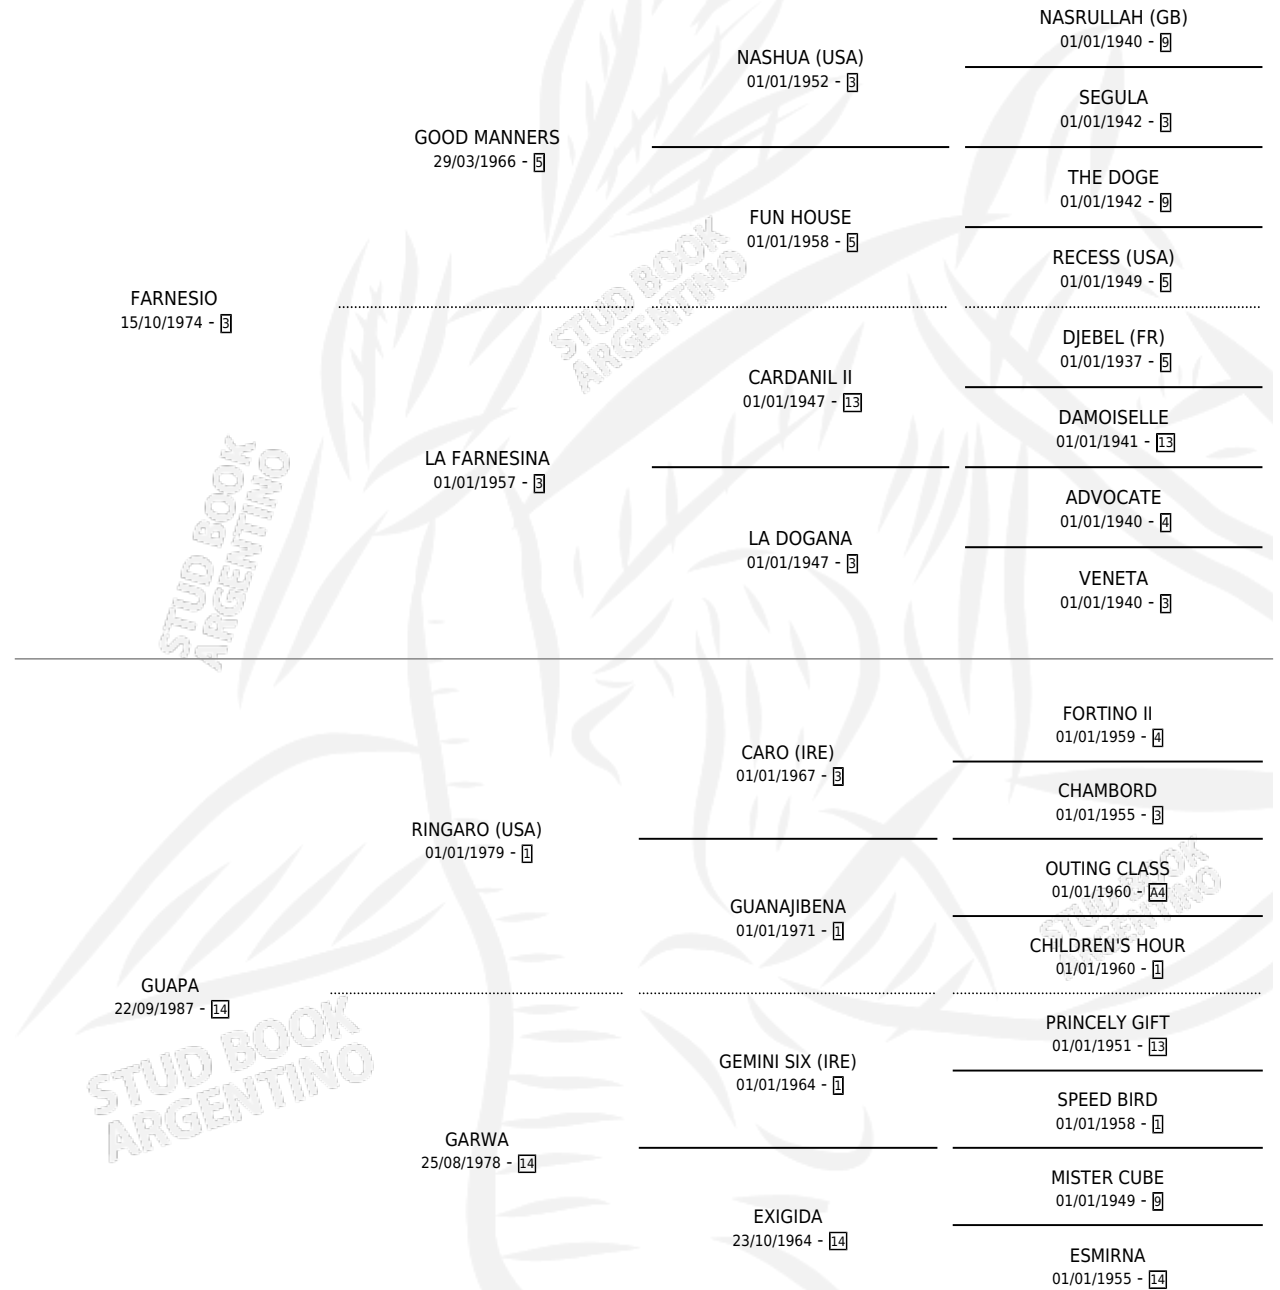 NASRULLAH (GB)
01/01/1940 - 9
NASHUA (USA)
01/01/1952 - 3
SEGULA
01/01/1942 - 3
GOOD MANNERS
29/03/1966 - 5
THE DOGE
01/01/1942 - 9
FUN HOUSE
01/01/1958 - 5
RECESS (USA)
01/01/1949 - 5
FARNESIO
15/10/1974 - 3
DJEBEL (FR)
01/01/1937 - 5
CARDANIL II
01/01/1947 - 13
DAMOISELLE
01/01/1941 - 13
LA FARNESINA
01/01/1957 - 3
ADVOCATE
01/01/1940 - 4
LA DOGANA
01/01/1947 - 3
VENETA
01/01/1940 - 3
STUD BOOK
ARGENTINO
STUD BOOK
ARGENTINO
FORTINO II
01/01/1959 - 4
CARO (IRE)
01/01/1967 - 3
CHAMBORD
01/01/1955 - 3
RINGARO (USA)
01/01/1979 - 1
OUTING CLASS
01/01/1960 - A4
GUANAJIBENA
01/01/1971 - 1
CHILDREN'S HOUR
01/01/1960 - 1
GUAPA
22/09/1987 - 14
PRINCELY GIFT
01/01/1951 - 13
GEMINI SIX (IRE)
01/01/1964 - 1
SPEED BIRD
01/01/1958 - 1
GARWA
25/08/1978 - 14
MISTER CUBE
01/01/1949 - 9
EXIGIDA
23/10/1964 - 14
ESMIRNA
01/01/1955 - 14
STUD BOOK
ARGENTINO
STUD BOOK
ARGENTINO